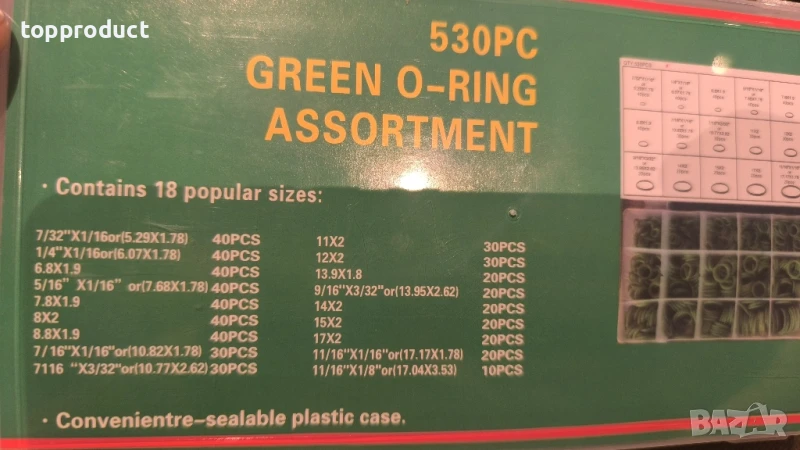 topproduct
530PC
GREEN O-RING
ASSORTMENT
· Contains 18 popular sizes:
7/32"X1/16or(5.29X1.78) 40PCS
1/4"X1/16or(6.07X1.78) 40PCS
6.8X1.9 40PCS
5/16" X1/16" or(7.68X1.78) 40PCS
7.8X1.9 40PCS
8X2 40PCS
8.8X1.9 40PCS
7/16"X1/16"or(10.82X1.78) 30PCS
7116 "X3/32"or(10.77X2.62) 30PCS
11X2 30PCS
12X2 30PCS
13.9X1.8 20PCS
9/16"X3/32"or(13.95X2.62) 20PCS
14X2 20PCS
15X2 20PCS
17X2 20PCS
11/16"X1/16"or(17.17X1.78) 20PCS
11/16"X1/8"or(17.04X3.53) 10PCS
· Convenientre-sealable plastic case.
BAZAR